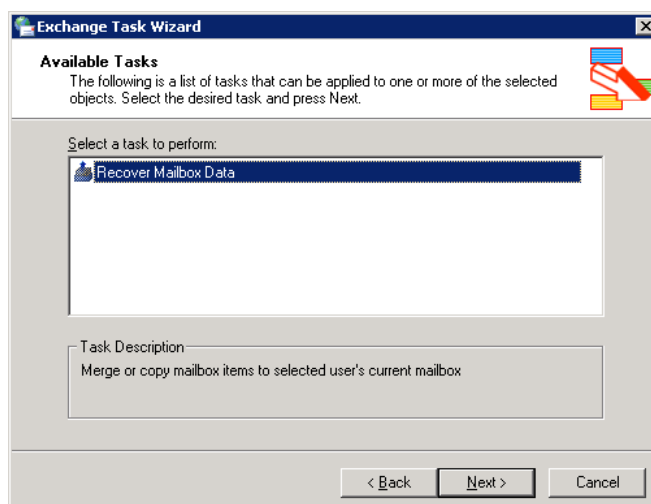 Exchange Task Wizard
Available Tasks
The following is a list of tasks that can be applied to one or more of the selected
objects. Select the desired task and press Next.
Select a task to perform:
Recover Mailbox Data
Task Description
Merge or copy mailbox items to selected user's current mailbox
< Back
Next >
Cancel